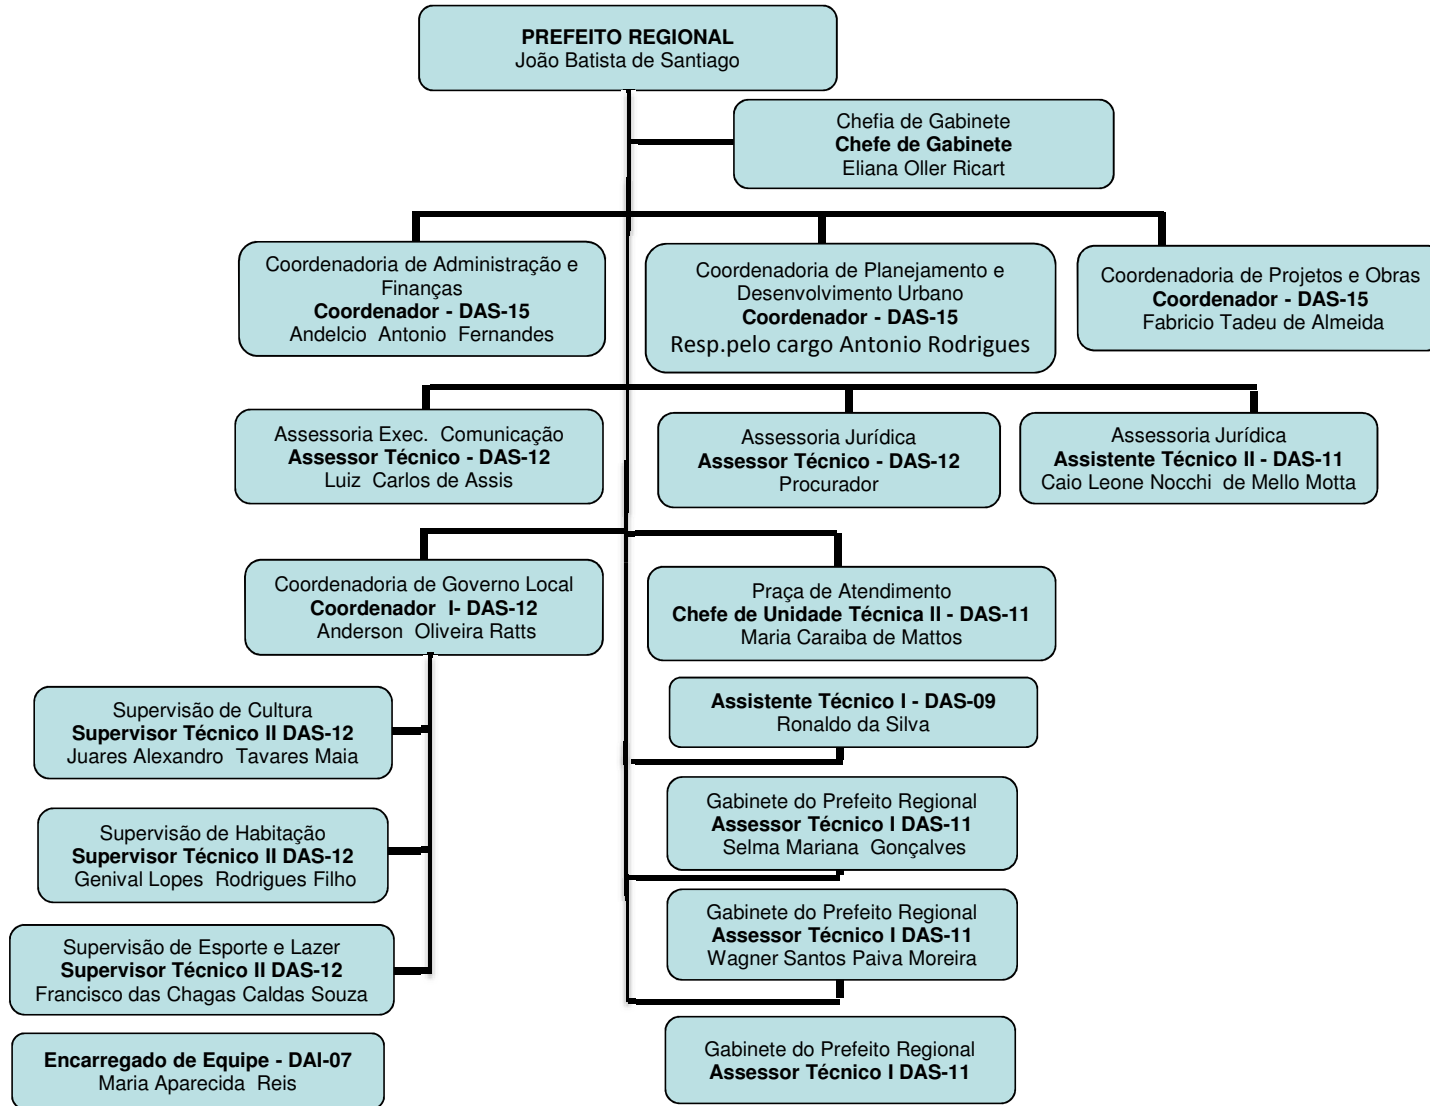 PREFEITO REGIONAL
João Batista de Santiago
Chefia de Gabinete
Chefe de Gabinete
Eliana Oller Ricart
Coordenadoria de Administração e
Finanças
Coordenador - DAS-15
Andelcio Antonio Fernandes
Coordenadoria de Planejamento e
Desenvolvimento Urbano
Coordenador - DAS-15
Resp.pelo cargo Antonio Rodrigues
Coordenadoria de Projetos e Obras
Coordenador - DAS-15
Fabricio Tadeu de Almeida
Assessoria Exec. Comunicação
Assessor Técnico - DAS-12
Luiz Carlos de Assis
Assessoria Jurídica
Assessor Técnico - DAS-12
Procurador
Assessoria Jurídica
Assistente Técnico II - DAS-11
Caio Leone Nocchi de Mello Motta
Coordenadoria de Governo Local
Coordenador I- DAS-12
Anderson Oliveira Ratts
Praça de Atendimento
Chefe de Unidade Técnica II - DAS-11
Maria Caraiba de Mattos
Supervisão de Cultura
Supervisor Técnico II DAS-12
Juares Alexandro Tavares Maia
Assistente Técnico I - DAS-09
Ronaldo da Silva
Supervisão de Habitação
Supervisor Técnico II DAS-12
Genival Lopes Rodrigues Filho
Gabinete do Prefeito Regional
Assessor Técnico I DAS-11
Selma Mariana Gonçalves
Supervisão de Esporte e Lazer
Supervisor Técnico II DAS-12
Francisco das Chagas Caldas Souza
Gabinete do Prefeito Regional
Assessor Técnico I DAS-11
Wagner Santos Paiva Moreira
Encarregado de Equipe - DAI-07
Maria Aparecida Reis
Gabinete do Prefeito Regional
Assessor Técnico I DAS-11